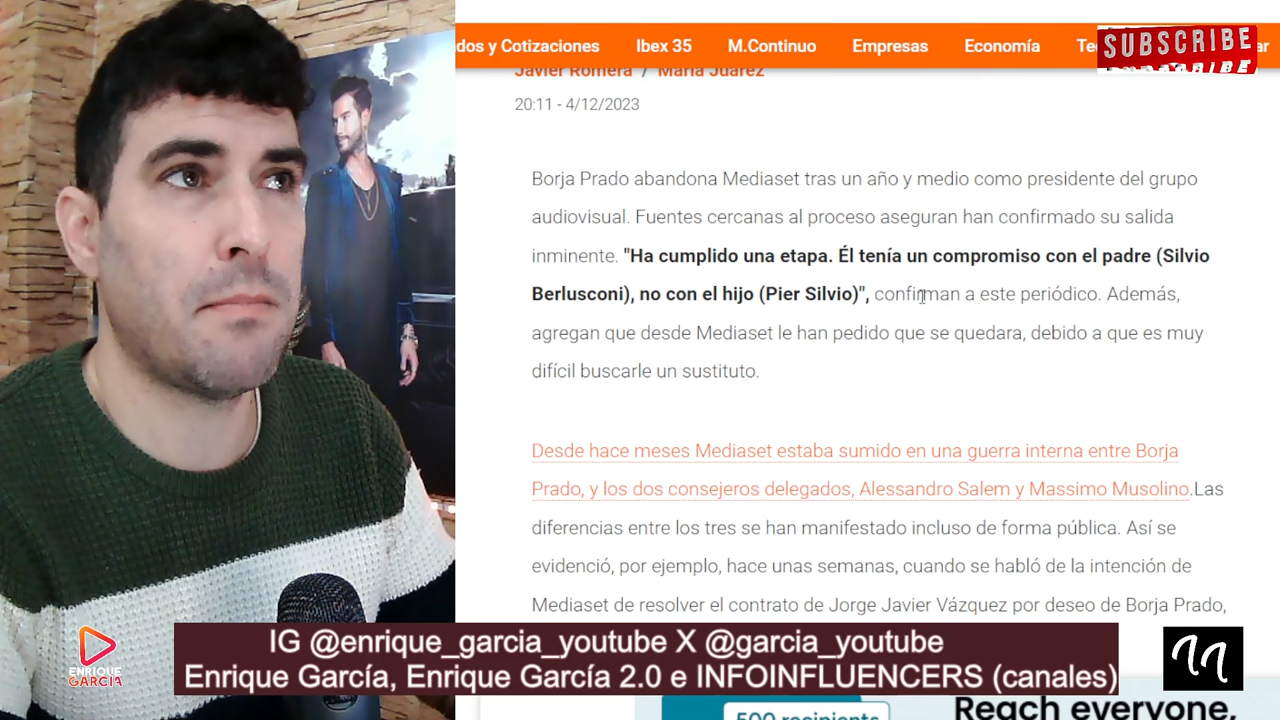 dos y Cotizaciones Ibex 35 M.Continuo Empresas Economía Te ar
SUBSCRIBE
SUBSCRIBE
Javier Romera / María Juárez
20:11 - 4/12/2023
Borja Prado abandona Mediaset tras un año y medio como presidente del grupo
audiovisual. Fuentes cercanas al proceso aseguran han confirmado su salida
inminente. "Ha cumplido una etapa. Él tenía un compromiso con el padre (Silvio
Berlusconi), no con el hijo (Pier Silvio)", confirman a este periódico. Además,
agregan que desde Mediaset le han pedido que se quedara, debido a que es muy
difícil buscarle un sustituto.
Desde hace meses Mediaset estaba sumido en una guerra interna entre Borja
Prado, y los dos consejeros delegados, Alessandro Salem y Massimo Musolino.Las
diferencias entre los tres se han manifestado incluso de forma pública. Así se
evidenció, por ejemplo, hace unas semanas, cuando se habló de la intención de
Mediaset de resolver el contrato de Jorge Javier Vázquez por deseo de Borja Prado,
IG @enrique_garcia_youtube X @garcia_youtube
Enrique García, Enrique García 2.0 e INFONFLUENCERS (canales)
ENRIQUE
GARCÍA
500 recipients
Reach everyone,